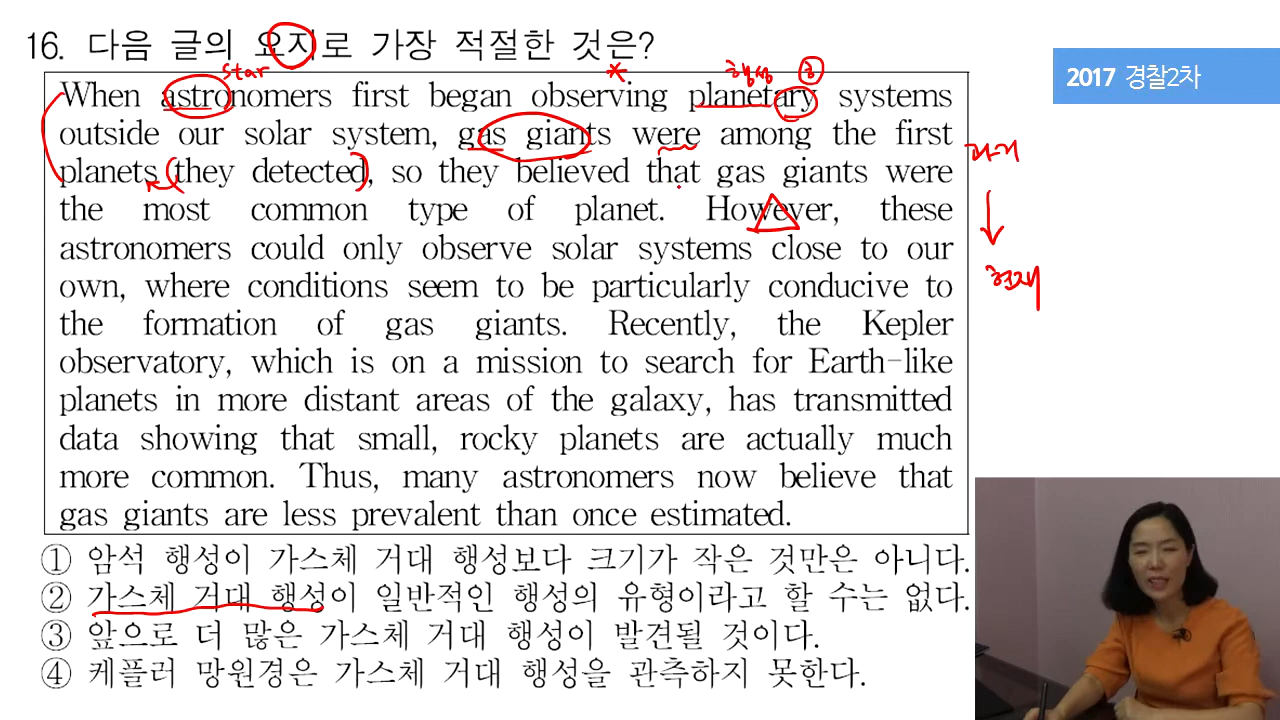 16. 다음 글의 요지로 가장 적절한 것은?
2017 경찰2차
star
행성
형
When astronomers first began observing planetary systems
outside our solar system, gas giants were among the first
planets they detected, so they believed that gas giants were
the most common type of planet. However, these
astronomers could only observe solar systems close to our
own, where conditions seem to be particularly conducive to
the formation of gas giants. Recently, the Kepler
observatory, which is on a mission to search for Earth-like
planets in more distant areas of the galaxy, has transmitted
data showing that small, rocky planets are actually much
more common. Thus, many astronomers now believe that
gas giants are less prevalent than once estimated.
과거
현재
① 암석 행성이 가스체 거대 행성보다 크기가 작은 것만은 아니다.
② 가스체 거대 행성이 일반적인 행성의 유형이라고 할 수는 없다.
③ 앞으로 더 많은 가스체 거대 행성이 발견될 것이다.
④ 케플러 망원경은 가스체 거대 행성을 관측하지 못한다.